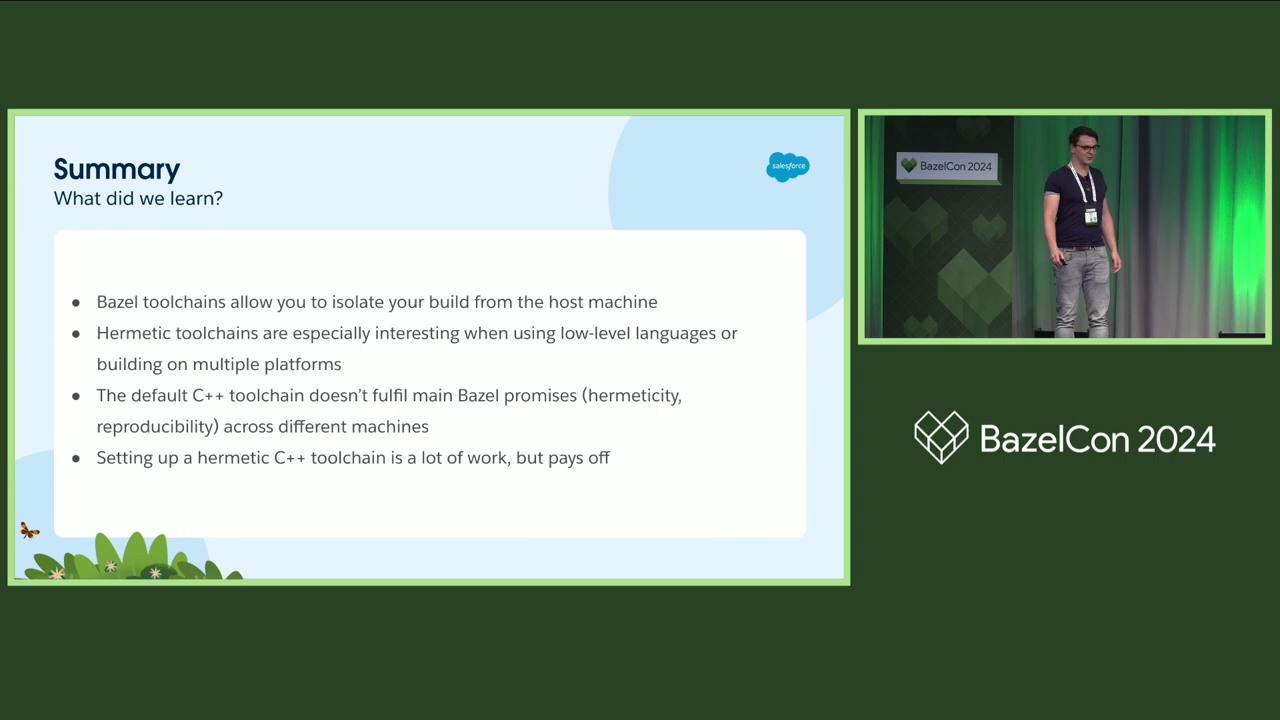 Summary
What did we learn?
salesforce
● Bazel toolchains allow you to isolate your build from the host machine
● Hermetic toolchains are especially interesting when using low-level languages or
building on multiple platforms
● The default C++ toolchain doesn’t fulfil main Bazel promises (hermeticity,
reproducibility) across different machines
● Setting up a hermetic C++ toolchain is a lot of work, but pays off
BazelCon 2024
BazelCon 2024